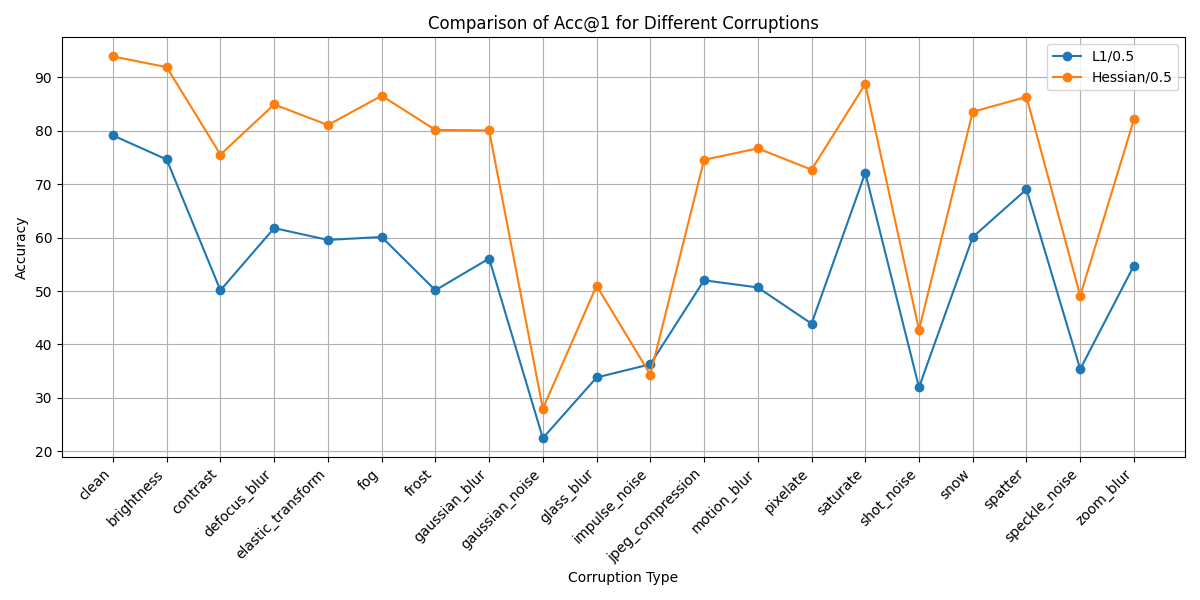 Comparison of Acc@1 for Different Corruptions
L1/0.5
Hessian/0.5
Accuracy
90
80
70
60
50
40
30
20
clean
brightness
contrast
defocus_blur
elastic_transform
fog
frost
gaussian_blur
gaussian_noise
glass_blur
impulse_noise
jpeg_compression
motion_blur
pixelate
saturate
shot_noise
snow
spatter
speckle_noise
zoom_blur
Corruption Type